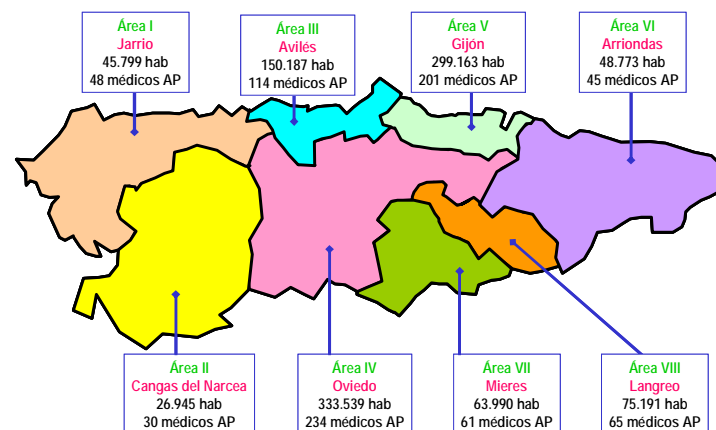 Área I
Jarrio
45.799 hab
48 médicos AP
Área III
Avilés
150.187 hab
114 médicos AP
Área V
Gijón
299.163 hab
201 médicos AP
Área VI
Arriondas
48.773 hab
45 médicos AP
Área II
Cangas del Narcea
26.945 hab
30 médicos AP
Área IV
Oviedo
333.539 hab
234 médicos AP
Área VII
Mieres
63.990 hab
61 médicos AP
Área VIII
Langreo
75.191 hab
65 médicos AP